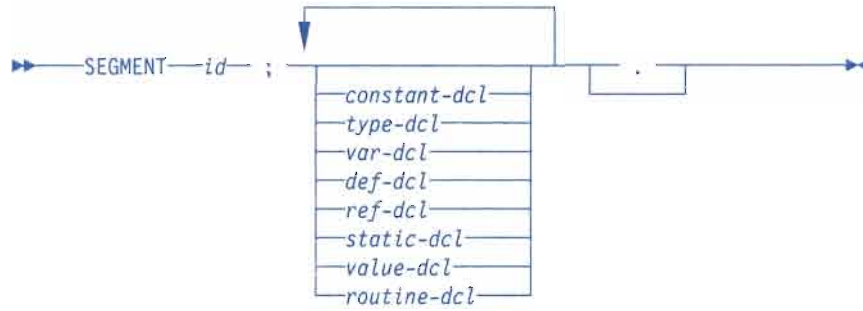 SEGMENT id ; .
constant-dcl
type-dcl
var-dcl
def-dcl
ref-dcl
static-dcl
value-dcl
routine-dcl